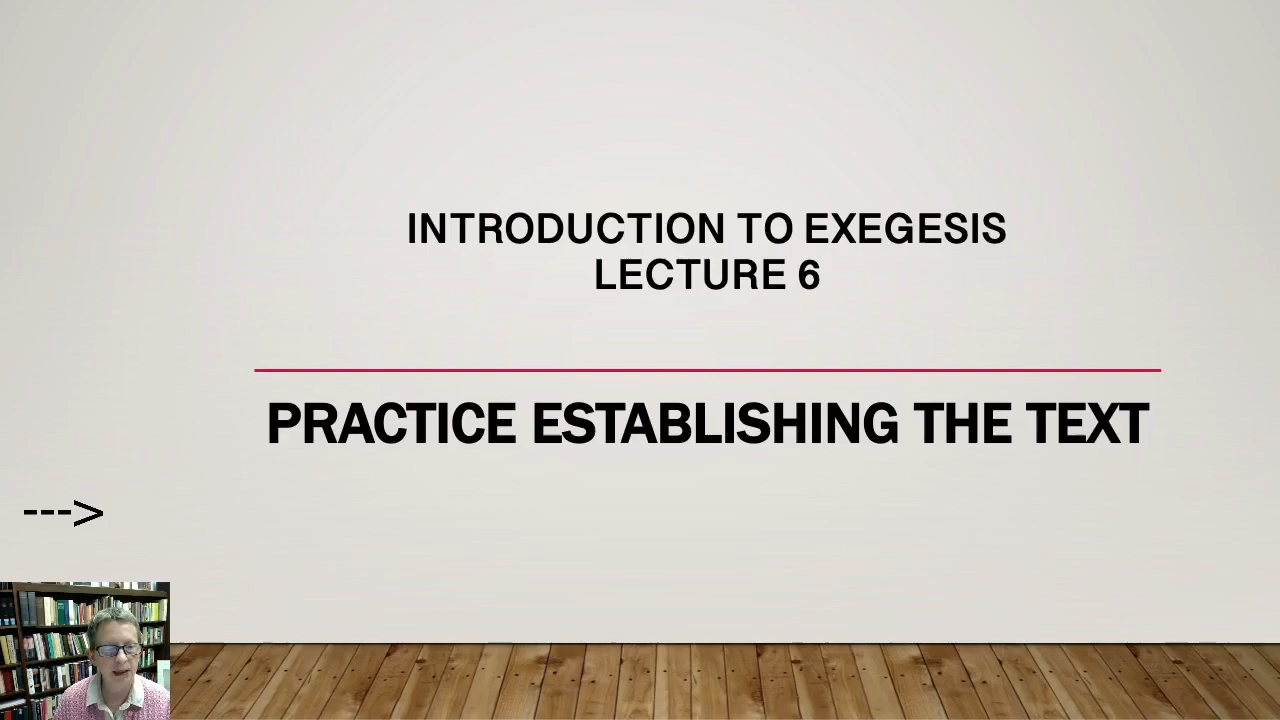 INTRODUCTION TO EXEGESIS
LECTURE 6
PRACTICE ESTABLISHING THE TEXT
--->